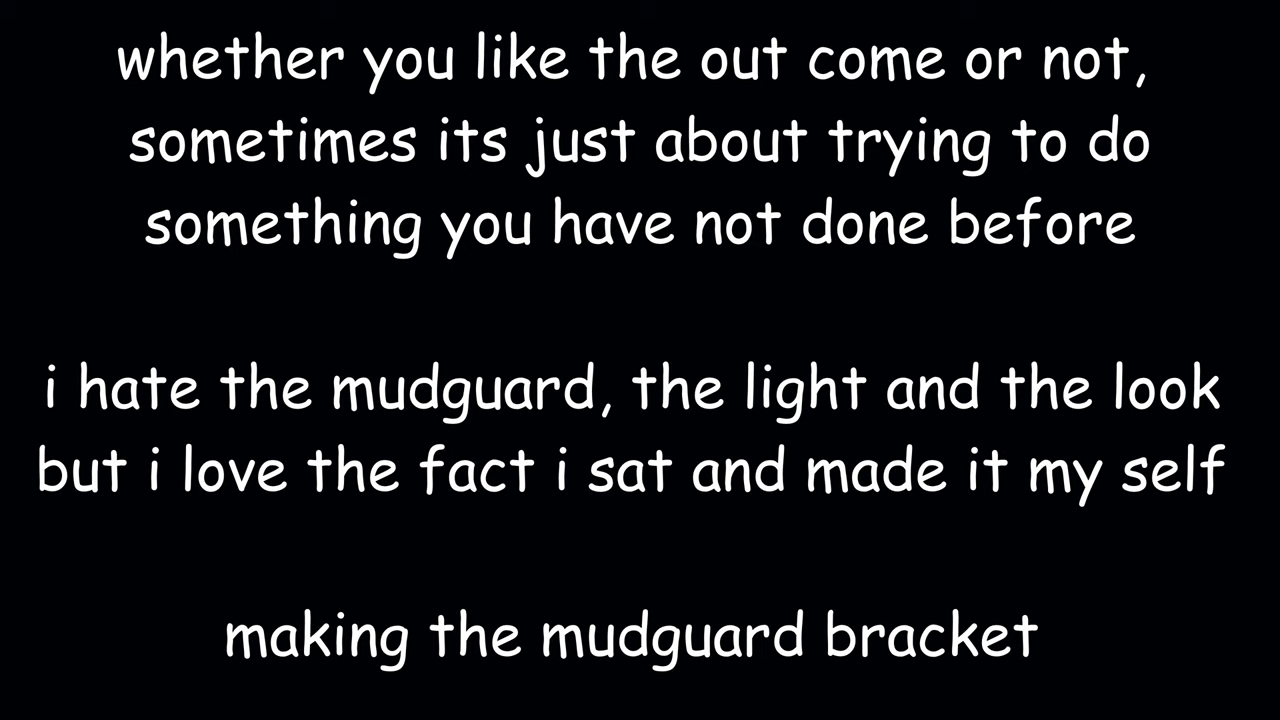 whether you like the out come or not,
sometimes its just about trying to do
something you have not done before
i hate the mudguard, the light and the look
but i love the fact i sat and made it my self
making the mudguard bracket